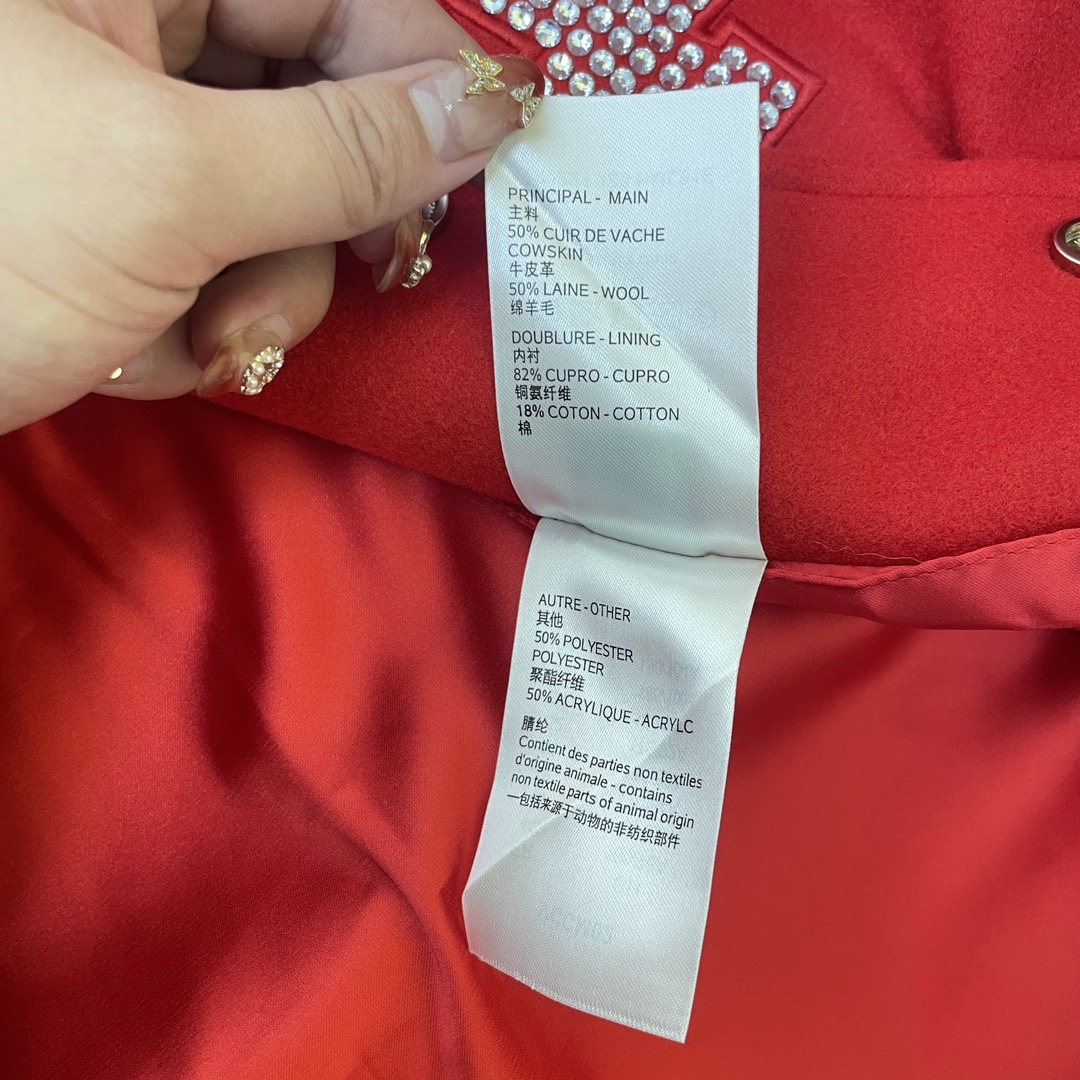 PRINCIPAL - MAIN
主料
50% CUIR DE VACHE
COWSKIN
牛皮革
50% LAINE - WOOL
绵羊毛
DOUBLURE - LINING
内衬
82% CUPRO - CUPRO
铜氨纤维
18% COTON - COTTON
棉
AUTRE - OTHER
其他
50% POLYESTER
POLYESTER
聚酯纤维
50% ACRYLIQUE - ACRYLC
腈纶
Contient des parties non textiles
d'origine animale - contains
non textile parts of animal origin
一包括来源于动物的非纺织部件